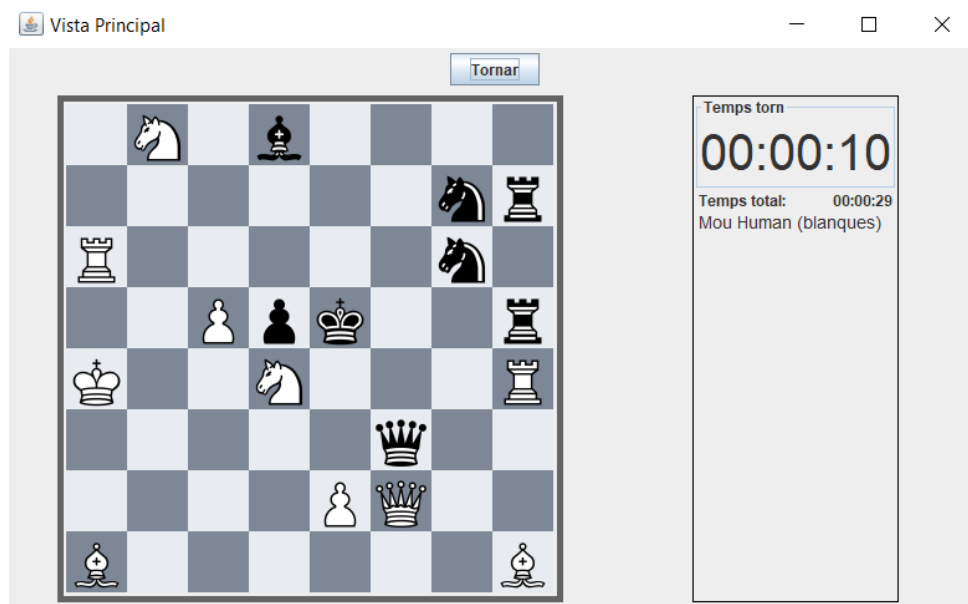 Vista Principal
Tornar
Temps torn
00:00:10
Temps total: 00:00:29
Mou Human (blanques)